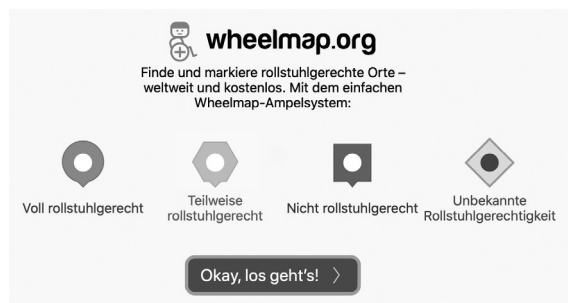 wheelmap.org
Finde und markiere rollstuhlgerechte Orte –
weltweit und kostenlos. Mit dem einfachen
Wheelmap-Ampelsystem:
Voll rollstuhlgerecht
Teilweise
rollstuhlgerecht
Nicht rollstuhlgerecht
Unbekannte
Rollstuhlgerechtigkeit
Okay, los geht's!